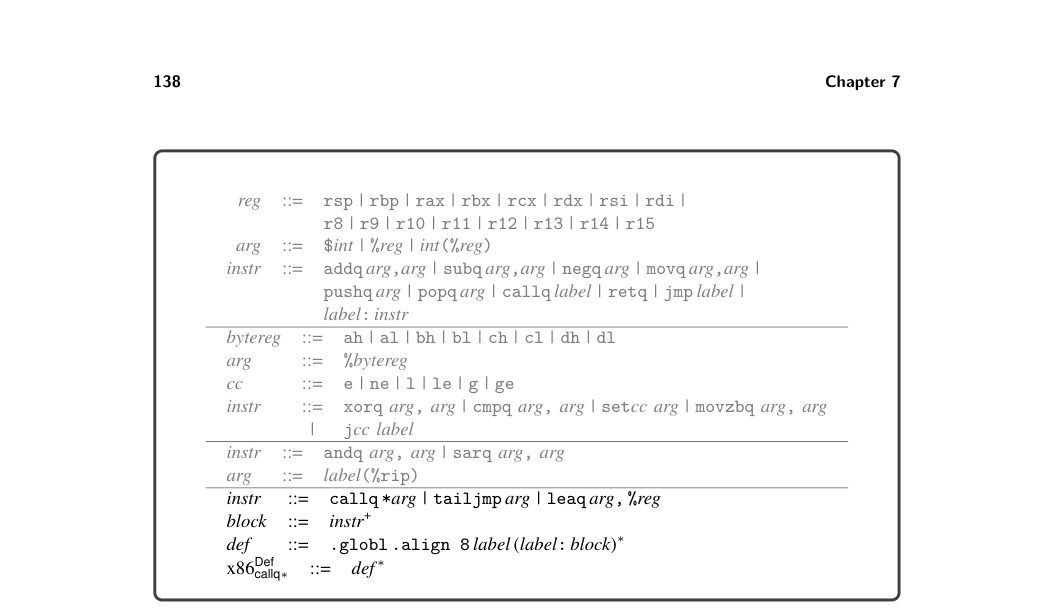 138 Chapter 7
reg ::= rsp | rbp | rax | rbx | rcx | rdx | rsi | rdi |
r8 | r9 | r10 | r11 | r12 | r13 | r14 | r15
arg ::= $int | %reg | int(%reg)
instr ::= addq arg,arg | subq arg,arg | negq arg | movq arg,arg |
pushq arg | popq arg | callq label | retq | jmp label |
label: instr
bytereg ::= ah | al | bh | bl | ch | cl | dh | dl
arg ::= %bytereg
cc ::= e | ne | l | le | g | ge
instr ::= xorq arg, arg | cmpq arg, arg | setcc arg | movzbq arg, arg
| jcc label
instr ::= andq arg, arg | sarq arg, arg
arg ::= label(%rip)
instr ::= callq *arg | tailjmp arg | leaq arg, %reg
block ::= instr⁺
def ::= .globl .align 8 label (label: block)*
x86^Def_callq* ::= def*